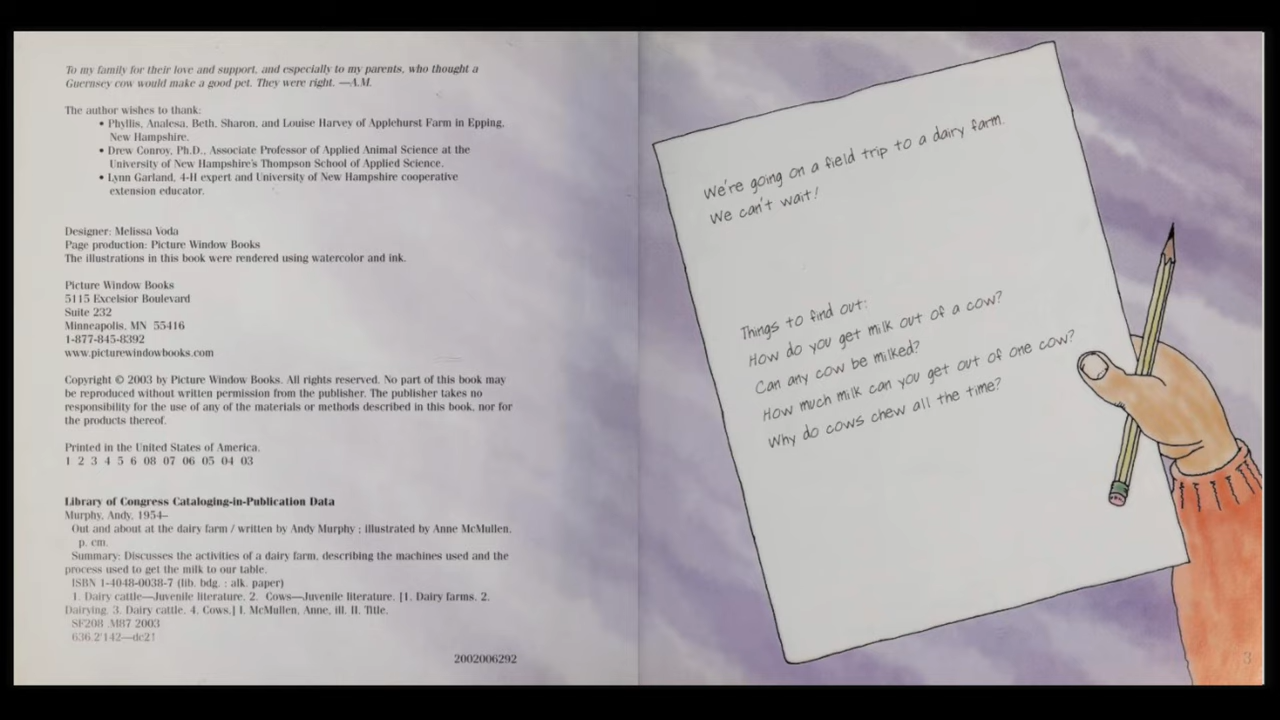 To my family for their love and support, and especially to my parents, who thought a
Guernsey cow would make a good pet. They were right. —A.M.
The author wishes to thank:
• Phyllis, Analesa, Beth, Sharon, and Louise Harvey of Applehurst Farm in Epping,
New Hampshire.
• Drew Conroy, Ph.D., Associate Professor of Applied Animal Science at the
University of New Hampshire's Thompson School of Applied Science.
• Lynn Garland, 4-H expert and University of New Hampshire cooperative
extension educator.
Designer: Melissa Voda
Page production: Picture Window Books
The illustrations in this book were rendered using watercolor and ink.
Picture Window Books
5115 Excelsior Boulevard
Suite 232
Minneapolis, MN 55416
1-877-845-8392
www.picturewindowbooks.com
Copyright © 2003 by Picture Window Books. All rights reserved. No part of this book may
be reproduced without written permission from the publisher. The publisher takes no
responsibility for the use of any of the materials or methods described in this book, nor for
the products thereof.
Printed in the United States of America.
1 2 3 4 5 6 08 07 06 05 04 03
Library of Congress Cataloging-in-Publication Data
Murphy, Andy, 1954–
Out and about at the dairy farm / written by Andy Murphy ; illustrated by Anne McMullen.
p. cm.
Summary: Discusses the activities of a dairy farm, describing the machines used and the
process used to get the milk to our table.
ISBN 1-4048-0038-7 (lib. bdg. : alk. paper)
1. Dairy cattle—Juvenile literature. 2. Cows—Juvenile literature. [1. Dairy farms. 2.
Dairying. 3. Dairy cattle. 4. Cows.] I. McMullen, Anne, ill. II. Title.
SF208 .M87 2003
636.2'142—dc21
2002006292
We're going on a field trip to a dairy farm.
We can't wait!
Things to find out:
How do you get milk out of a cow?
Can any cow be milked?
How much milk can you get out of one cow?
Why do cows chew all the time?
3